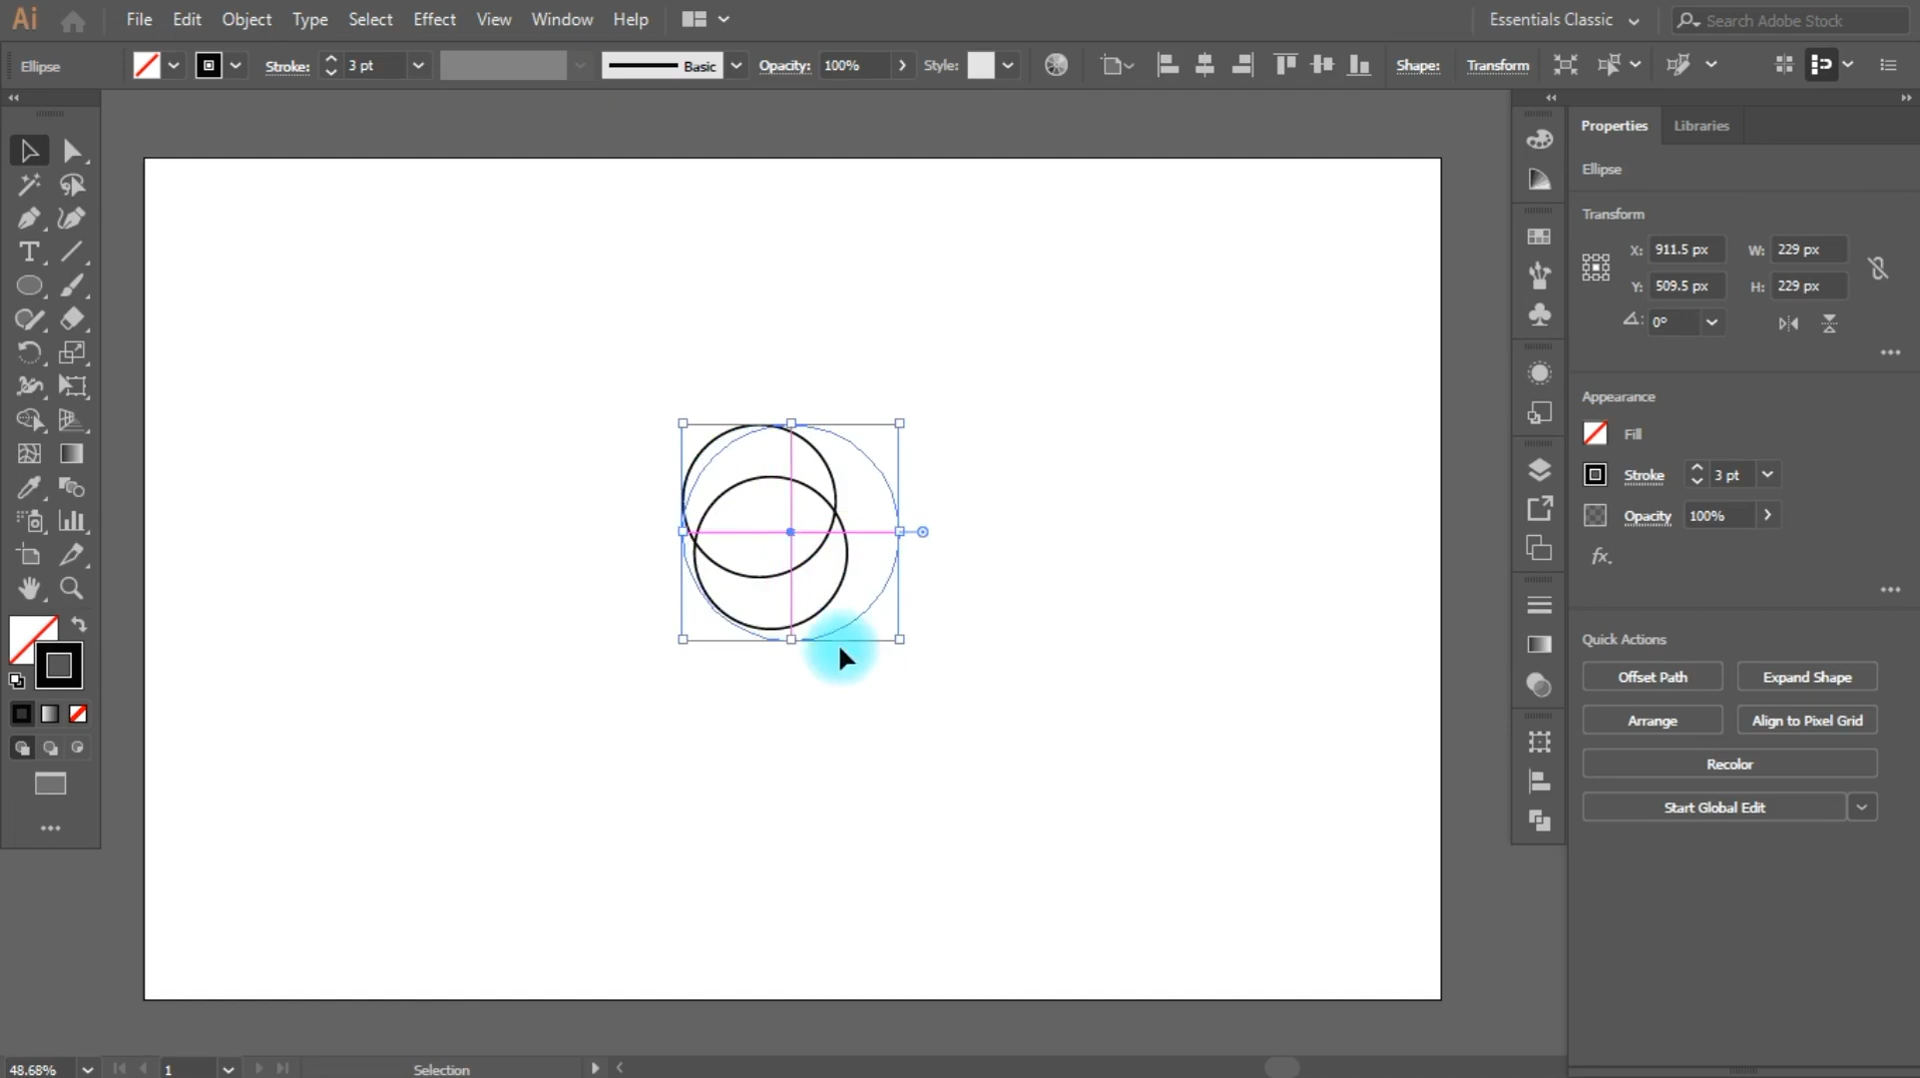 Ai File Edit Object Type Select Effect View Window Help Essentials Classic Search Adobe Stock
Ellipse Stroke: 3 pt Basic Opacity: 100% Style: Shape: Transform
Properties Libraries
Ellipse
Transform
X: 911.5 px W: 229 px
Y: 509.5 px H: 229 px
0°
Appearance
Fill
Stroke 3 pt
Opacity 100%
fx.
Quick Actions
Offset Path Expand Shape
Arrange Align to Pixel Grid
Recolor
Start Global Edit
48.68% 1 Selection